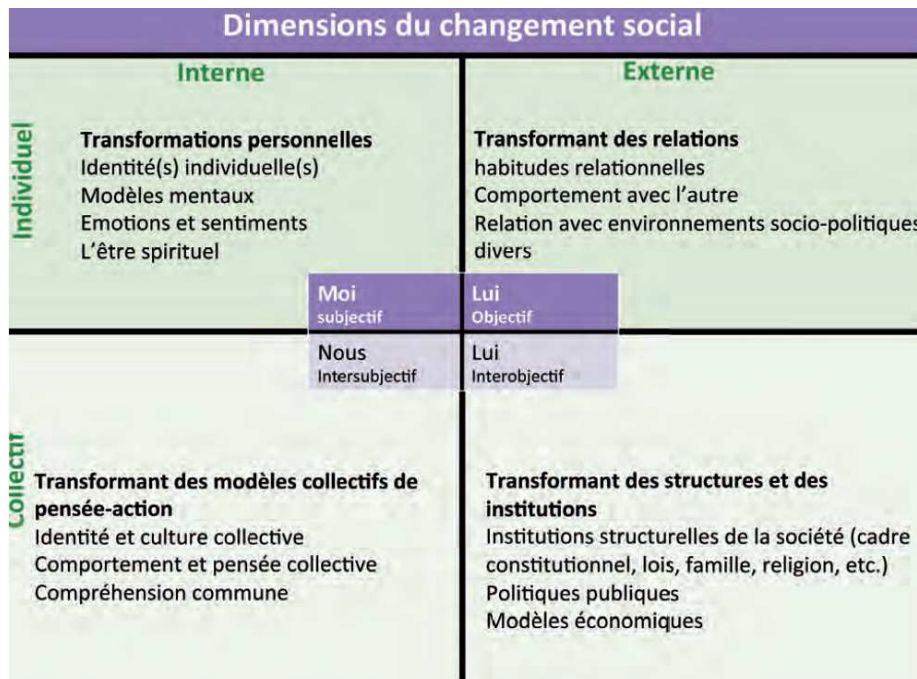 Dimensions du changement social
Interne
Externe
Individuel
Transformations personnelles
Identité(s) individuelle(s)
Modèles mentaux
Emotions et sentiments
L'être spirituel
Transformant des relations
habitudes relationnelles
Comportement avec l'autre
Relation avec environnements socio-politiques
divers
Moi
subjectif
Lui
Objectif
Nous
Intersubjectif
Lui
Interobjectif
Collectif
Transformant des modèles collectifs de
pensée-action
Identité et culture collective
Comportement et pensée collective
Compréhension commune
Transformant des structures et des
institutions
Institutions structurelles de la société (cadre
constitutionnel, lois, famille, religion, etc.)
Politiques publiques
Modèles économiques